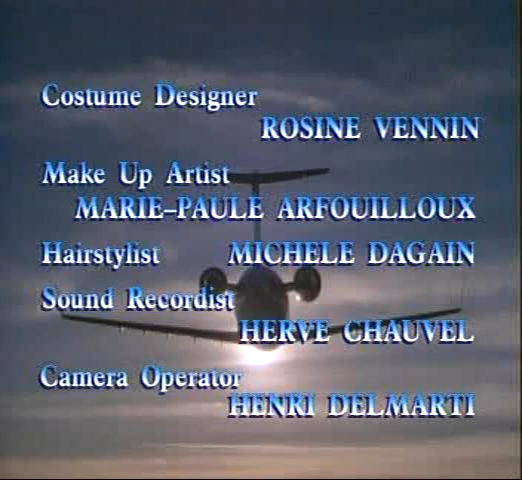 Costume Designer
ROSINE VENNIN
Make Up Artist
MARIE-PAULE ARFOUILLOUX
Hairstylist MICHELE DAGAIN
Sound Recordist
HERVE CHAUVEL
Camera Operator
HENRI DELMARTI